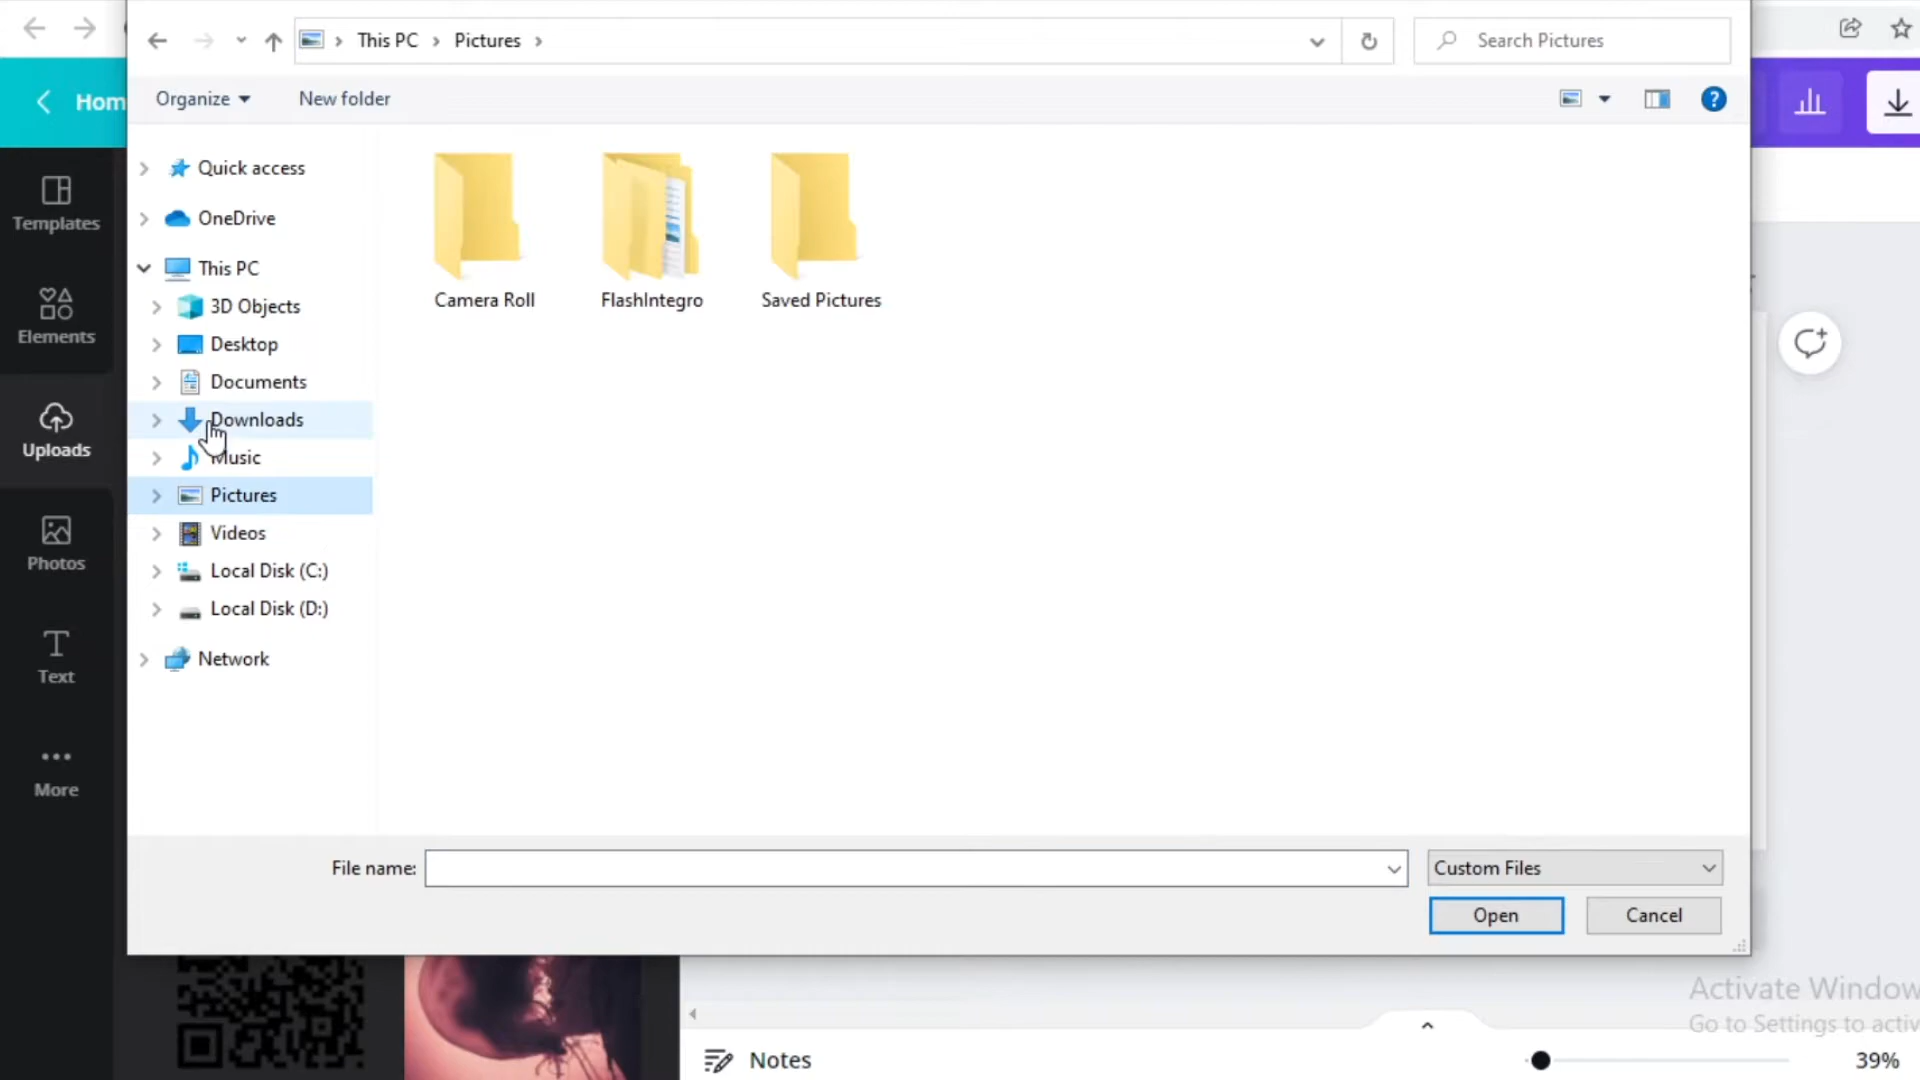 This PC > Pictures >
Search Pictures
Hom
Organize
New folder
?
Quick access
OneDrive
This PC
3D Objects
Desktop
Documents
Downloads
Music
Pictures
Videos
Local Disk (C:)
Local Disk (D:)
Network
Camera Roll
FlashIntegro
Saved Pictures
Templates
Elements
Uploads
Photos
Text
More
File name:
Custom Files
Open
Cancel
Activate Window
Go to Settings to activ
Notes
39%